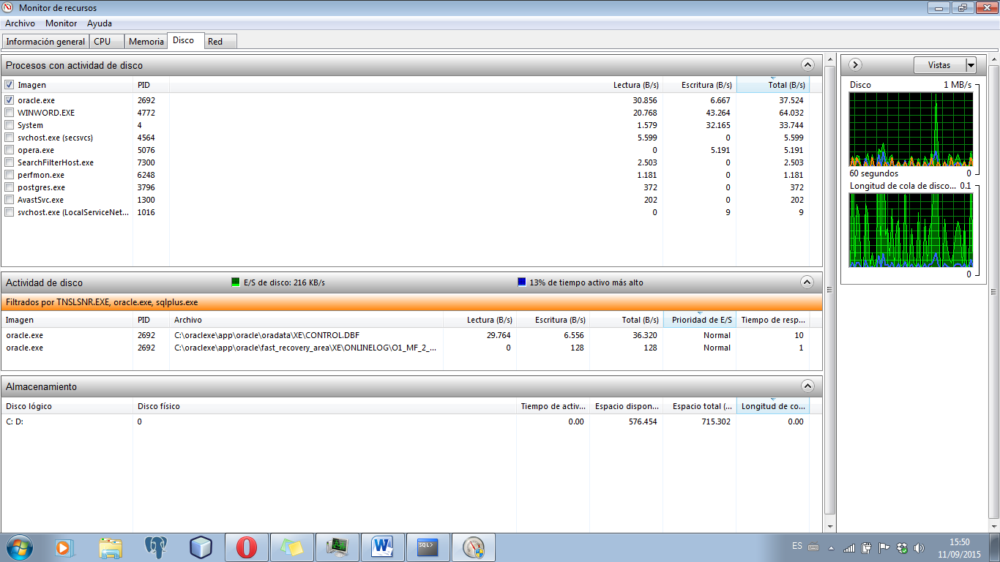 Monitor de recursos
Archivo Monitor Ayuda
Información general CPU Memoria Disco Red
Procesos con actividad de disco
Imagen PID Lectura (B/s) Escritura (B/s) Total (B/s)
oracle.exe 2692 30.856 6.667 37.524
WINWORD.EXE 4772 20.768 43.264 64.032
System 4 1.579 32.165 33.744
svchost.exe (secsvcs) 4564 5.599 0 5.599
opera.exe 5076 0 5.191 5.191
SearchFilterHost.exe 7300 2.503 0 2.503
perfmon.exe 6248 1.181 0 1.181
postgres.exe 3796 372 0 372
AvastSvc.exe 1300 202 0 202
svchost.exe (LocalServiceNet... 1016 0 9 9
Actividad de disco E/S de disco: 216 KB/s 13% de tiempo activo más alto
Filtrados por TNSLSNR.EXE, oracle.exe, sqlplus.exe
Imagen PID Archivo Lectura (B/s) Escritura (B/s) Total (B/s) Prioridad de E/S Tiempo de resp...
oracle.exe 2692 C:\oraclexe\app\oracle\oradata\XE\CONTROL.DBF 29.764 6.556 36.320 Normal 10
oracle.exe 2692 C:\oraclexe\app\oracle\fast_recovery_area\XE\ONLINELOG\O1_MF_2_... 0 128 128 Normal 1
Almacenamiento
Disco lógico Disco físico Tiempo de activ... Espacio dispon... Espacio total (... Longitud de co...
C: D: 0 0.00 576.454 715.302 0.00
Vistas
Disco 1 MB/s
60 segundos 0
Longitud de cola de disco... 0.1
0
SQL>
ES
15:50
11/09/2015